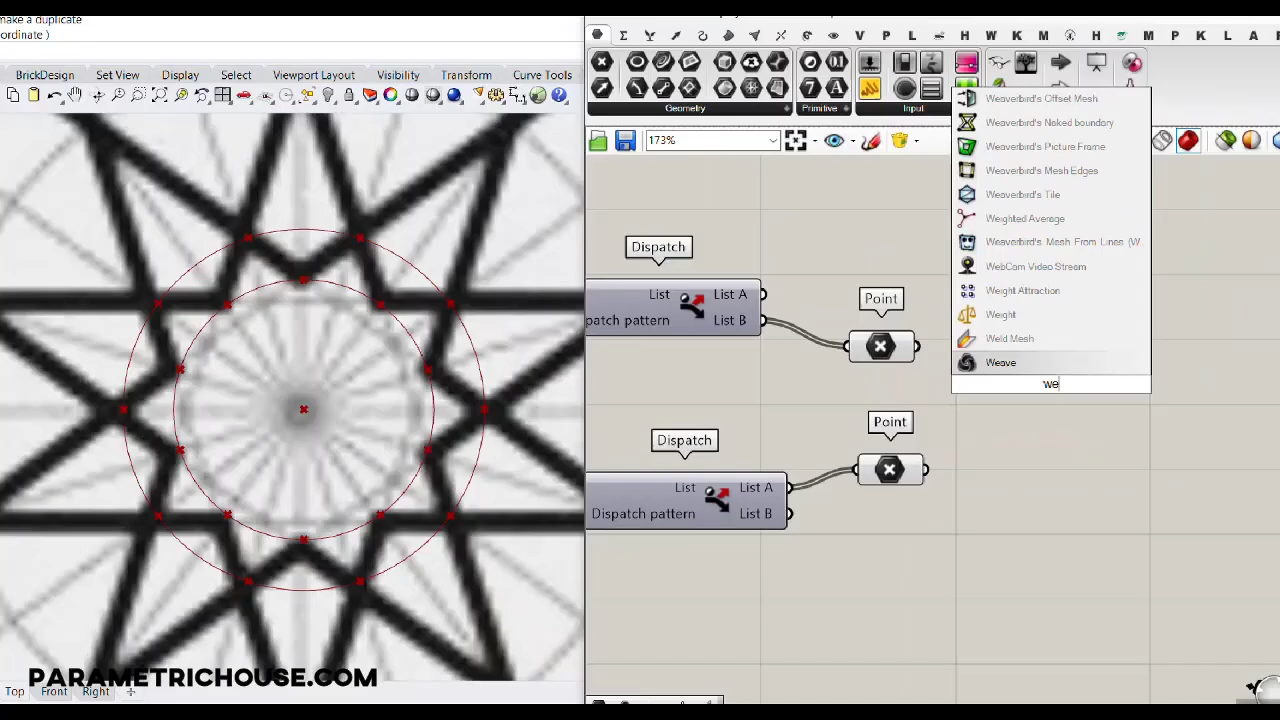 make a duplicate
oordinate )
BrickDesign
Set View
Display
Select
Viewport Layout
Visibility
Transform
Curve Tools
V P L H W K M H M P K L A
Geometry
Primitive
Input
173%
Weaverbird's Offset Mesh
Weaverbird's Naked boundary
Weaverbird's Picture Frame
Weaverbird's Mesh Edges
Weaverbird's Tile
Weighted Average
Weaverbird's Mesh From Lines (W
WebCam Video Stream
Weight Attraction
Weight
Weld Mesh
Weave
we
Dispatch
List
List A
patch pattern
List B
Point
Dispatch
List
List A
Dispatch pattern
List B
Point
PARAMETRICHOUSE.COM
Top
Front
Right